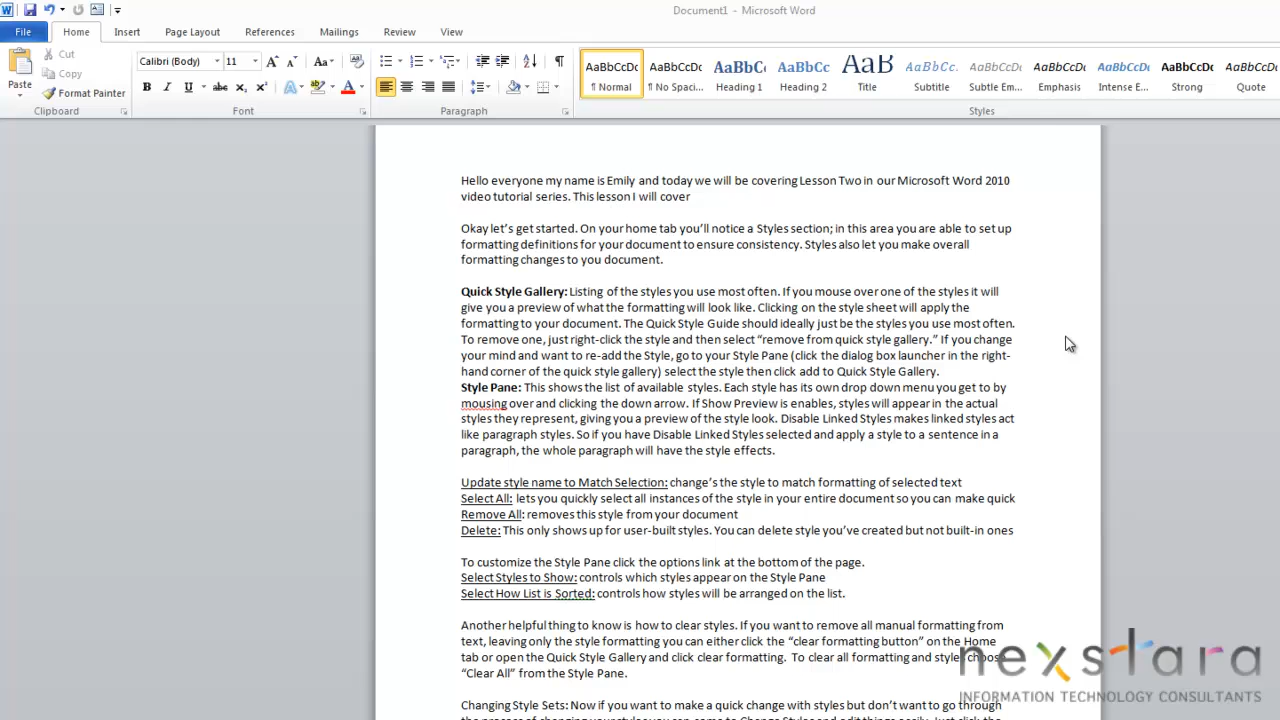 Document1 - Microsoft Word
File Home Insert Page Layout References Mailings Review View
Paste
Cut
Copy
Format Painter
Clipboard
Calibri (Body) 11
Font
Paragraph
AaBbCcDc AaBbCcDc AaBbC AaBbCc AaB AaBbCc. AaBbCcDc AaBbCcDc AaBbCcDc AaBbCcDc AaBbCcDc
¶ Normal ¶ No Spaci... Heading 1 Heading 2 Title Subtitle Subtle Em... Emphasis Intense E... Strong Quote
Styles
Hello everyone my name is Emily and today we will be covering Lesson Two in our Microsoft Word 2010
video tutorial series. This lesson I will cover
Okay let's get started. On your home tab you'll notice a Styles section; in this area you are able to set up
formatting definitions for your document to ensure consistency. Styles also let you make overall
formatting changes to you document.
Quick Style Gallery: Listing of the styles you use most often. If you mouse over one of the styles it will
give you a preview of what the formatting will look like. Clicking on the style sheet will apply the
formatting to your document. The Quick Style Guide should ideally just be the styles you use most often.
To remove one, just right-click the style and then select "remove from quick style gallery." If you change
your mind and want to re-add the Style, go to your Style Pane (click the dialog box launcher in the right-
hand corner of the quick style gallery) select the style then click add to Quick Style Gallery.
Style Pane: This shows the list of available styles. Each style has its own drop down menu you get to by
mousing over and clicking the down arrow. If Show Preview is enables, styles will appear in the actual
styles they represent, giving you a preview of the style look. Disable Linked Styles makes linked styles act
like paragraph styles. So if you have Disable Linked Styles selected and apply a style to a sentence in a
paragraph, the whole paragraph will have the style effects.
Update style name to Match Selection: change's the style to match formatting of selected text
Select All: lets you quickly select all instances of the style in your entire document so you can make quick
Remove All: removes this style from your document
Delete: This only shows up for user-built styles. You can delete style you've created but not built-in ones
To customize the Style Pane click the options link at the bottom of the page.
Select Styles to Show: controls which styles appear on the Style Pane
Select How List is Sorted: controls how styles will be arranged on the list.
Another helpful thing to know is how to clear styles. If you want to remove all manual formatting from
text, leaving only the style formatting you can either click the "clear formatting button" on the Home
tab or open the Quick Style Gallery and click clear formatting. To clear all formatting and styles choose
"Clear All" from the Style Pane.
Changing Style Sets: Now if you want to make a quick change with styles but don't want to go through
nexstara
INFORMATION TECHNOLOGY CONSULTANTS